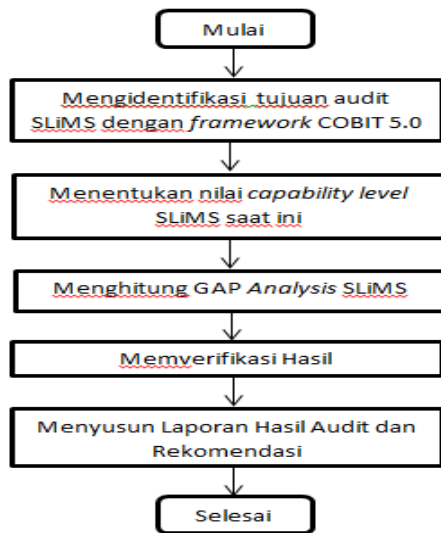 Mulai
Mengidentifikasi tujuan audit
SLiMS dengan framework COBIT 5.0
Menentukan nilai capability level
SLiMS saat ini
Menghitung GAP Analysis SLiMS
Memverifikasi Hasil
Menyusun Laporan Hasil Audit dan
Rekomendasi
Selesai